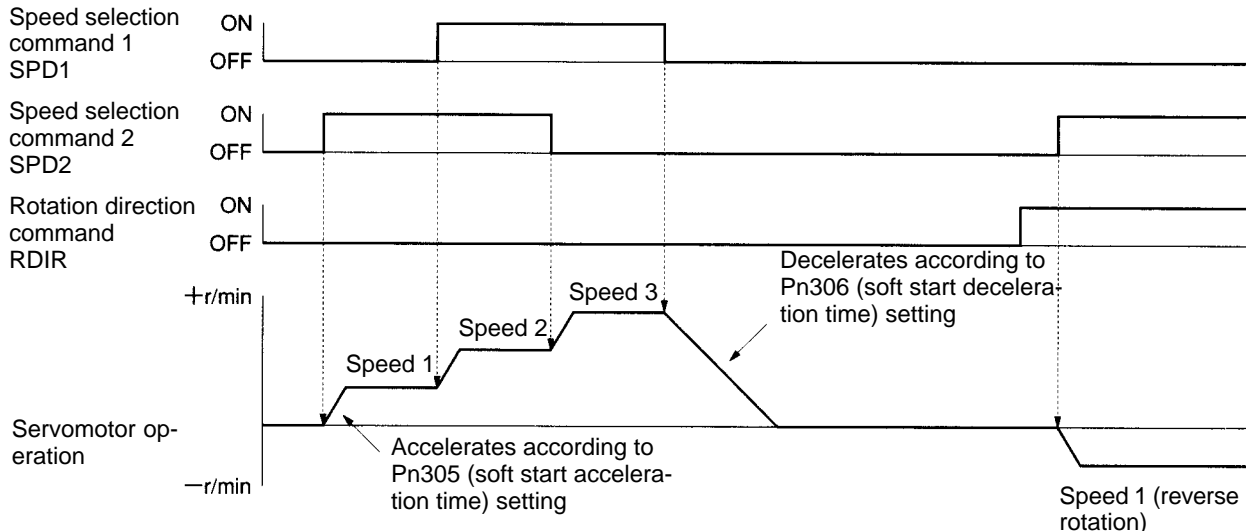 Speed selection
command 1
SPD1
ON
OFF
Speed selection
command 2
SPD2
ON
OFF
Rotation direction
command
RDIR
ON
OFF
Decelerates according to
Pn306 (soft start decelera-
tion time) setting
+r/min
Speed 3
Speed 2
Speed 1
Servomotor op-
eration
Accelerates according to
Pn305 (soft start accelera-
tion time) setting
−r/min
Speed 1 (reverse
rotation)